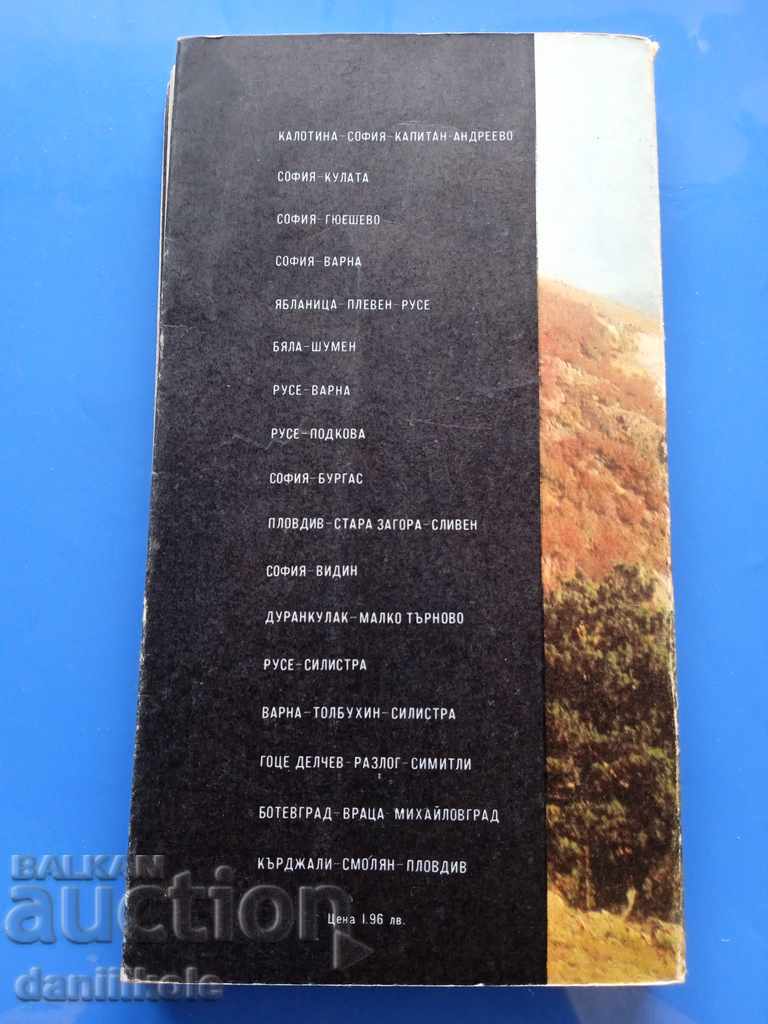 КАЛОТИНА-СОФИЯ-КАПИТАН-АНДРЕЕВО
СОФИЯ-КУЛАТА
СОФИЯ-ГЮЕШЕВО
СОФИЯ-ВАРНА
ЯБЛАНИЦА-ПЛЕВЕН-РУСЕ
БЯЛА-ШУМЕН
РУСЕ-ВАРНА
РУСЕ-ПОДКОВА
СОФИЯ-БУРГАС
ПЛОВДИВ-СТАРА ЗАГОРА-СЛИВЕН
СОФИЯ-ВИДИН
ДУРАНКУЛАК-МАЛКО ТЪРНОВО
РУСЕ-СИЛИСТРА
ВАРНА-ТОЛБУХИН-СИЛИСТРА
ГОЦЕ ДЕЛЧЕВ-РАЗЛОГ-СИМИТЛИ
БОТЕВГРАД-ВРАЦА-МИХАЙЛОВГРАД
КЪРДЖАЛИ-СМОЛЯН-ПЛОВДИВ
Цена 1.96 лв.
BALKAN
auction
daniikole